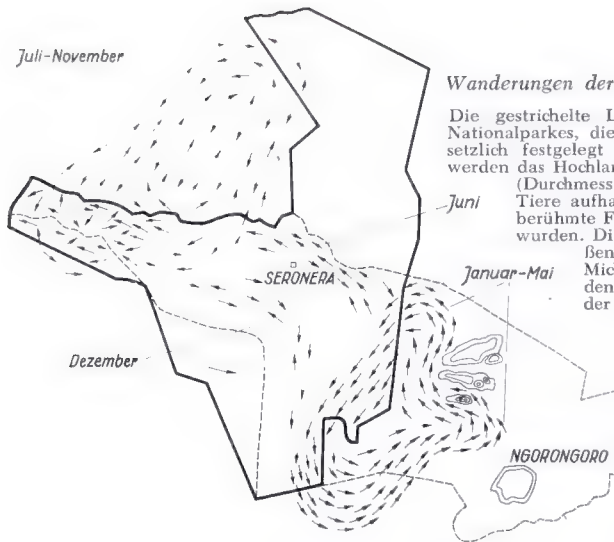 Juli-November
Wanderungen der
Die gestrichelte L
Nationalparkes, die
setzlich festgelegt
werden das Hochlan
(Durchmess
Juni
Tiere aufha
berühmte F
wurden. Di
ßen
SERONERA
Januar-Mai
Mic
den
der
Dezember
NGORONGORO